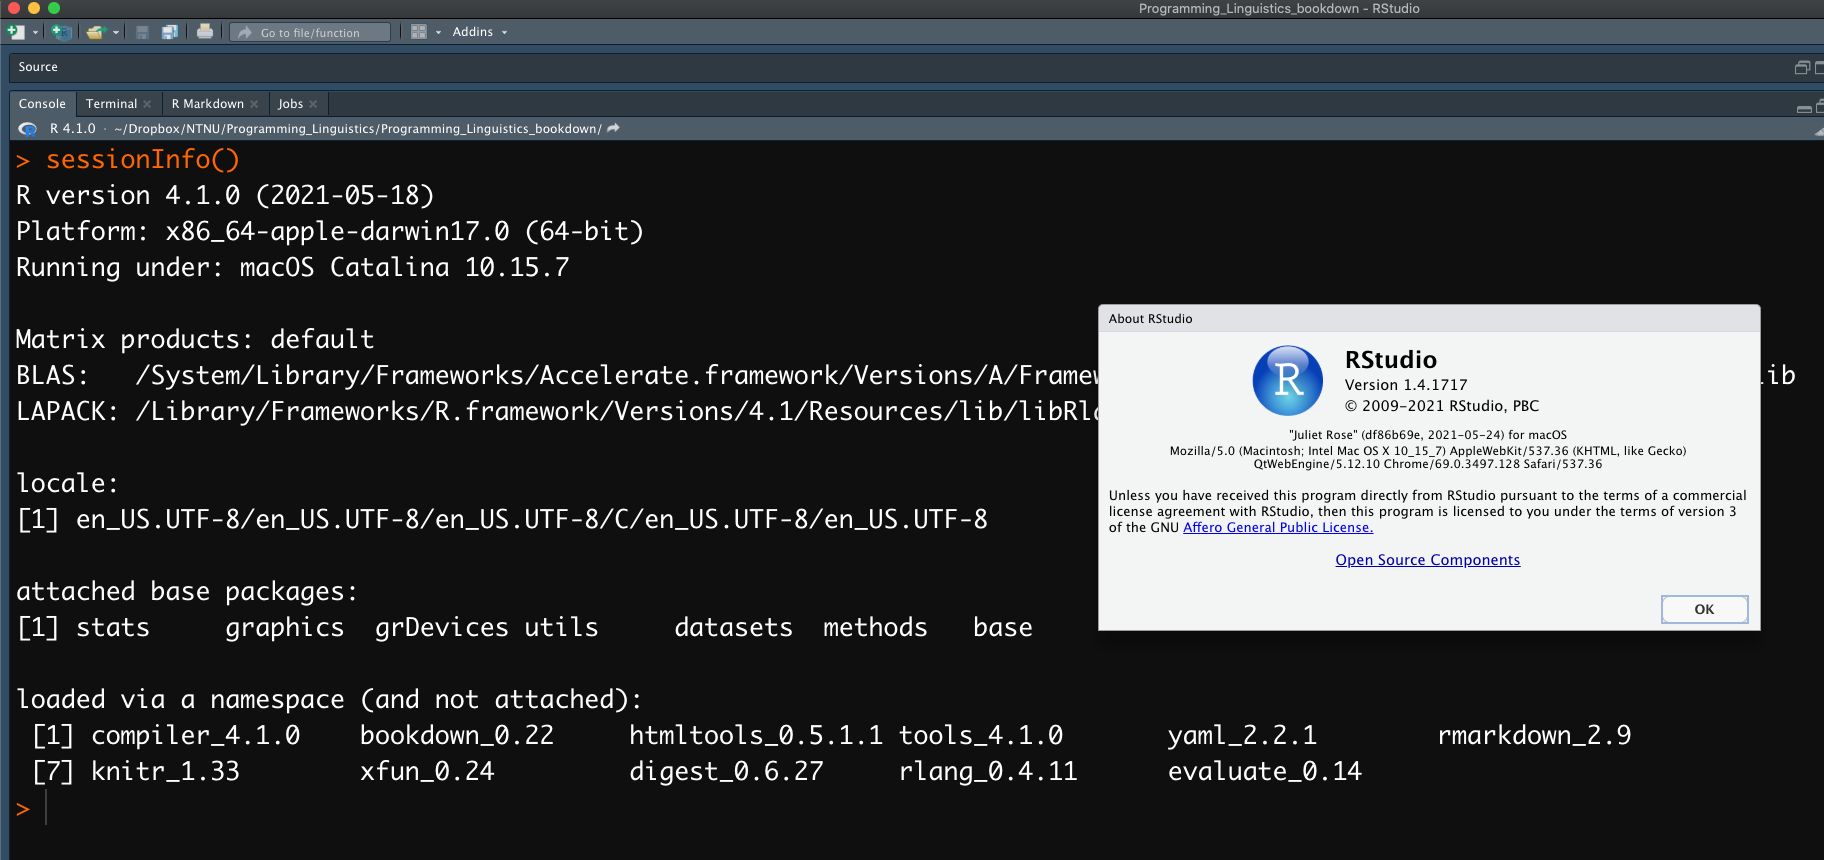 Programming_Linguistics_bookdown - RStudio
Go to file/function
Addins
Source
Console Terminal R Markdown Jobs
R 4.1.0 · ~/Dropbox/NTNU/Programming_Linguistics/Programming_Linguistics_bookdown/
> sessionInfo()
R version 4.1.0 (2021-05-18)
Platform: x86_64-apple-darwin17.0 (64-bit)
Running under: macOS Catalina 10.15.7
Matrix products: default
BLAS:   /System/Library/Frameworks/Accelerate.framework/Versions/A/Framew ib
LAPACK: /Library/Frameworks/R.framework/Versions/4.1/Resources/lib/libRla
locale:
[1] en_US.UTF-8/en_US.UTF-8/en_US.UTF-8/C/en_US.UTF-8/en_US.UTF-8
attached base packages:
[1] stats     graphics  grDevices utils     datasets  methods   base
loaded via a namespace (and not attached):
[1] compiler_4.1.0    bookdown_0.22     htmltools_0.5.1.1 tools_4.1.0       yaml_2.2.1        rmarkdown_2.9
[7] knitr_1.33        xfun_0.24         digest_0.6.27     rlang_0.4.11      evaluate_0.14
>
About RStudio
R
RStudio
Version 1.4.1717
© 2009-2021 RStudio, PBC
"Juliet Rose" (df86b69e, 2021-05-24) for macOS
Mozilla/5.0 (Macintosh; Intel Mac OS X 10_15_7) AppleWebKit/537.36 (KHTML, like Gecko)
QtWebEngine/5.12.10 Chrome/69.0.3497.128 Safari/537.36
Unless you have received this program directly from RStudio pursuant to the terms of a commercial
license agreement with RStudio, then this program is licensed to you under the terms of version 3
of the GNU Affero General Public License.
Open Source Components
OK